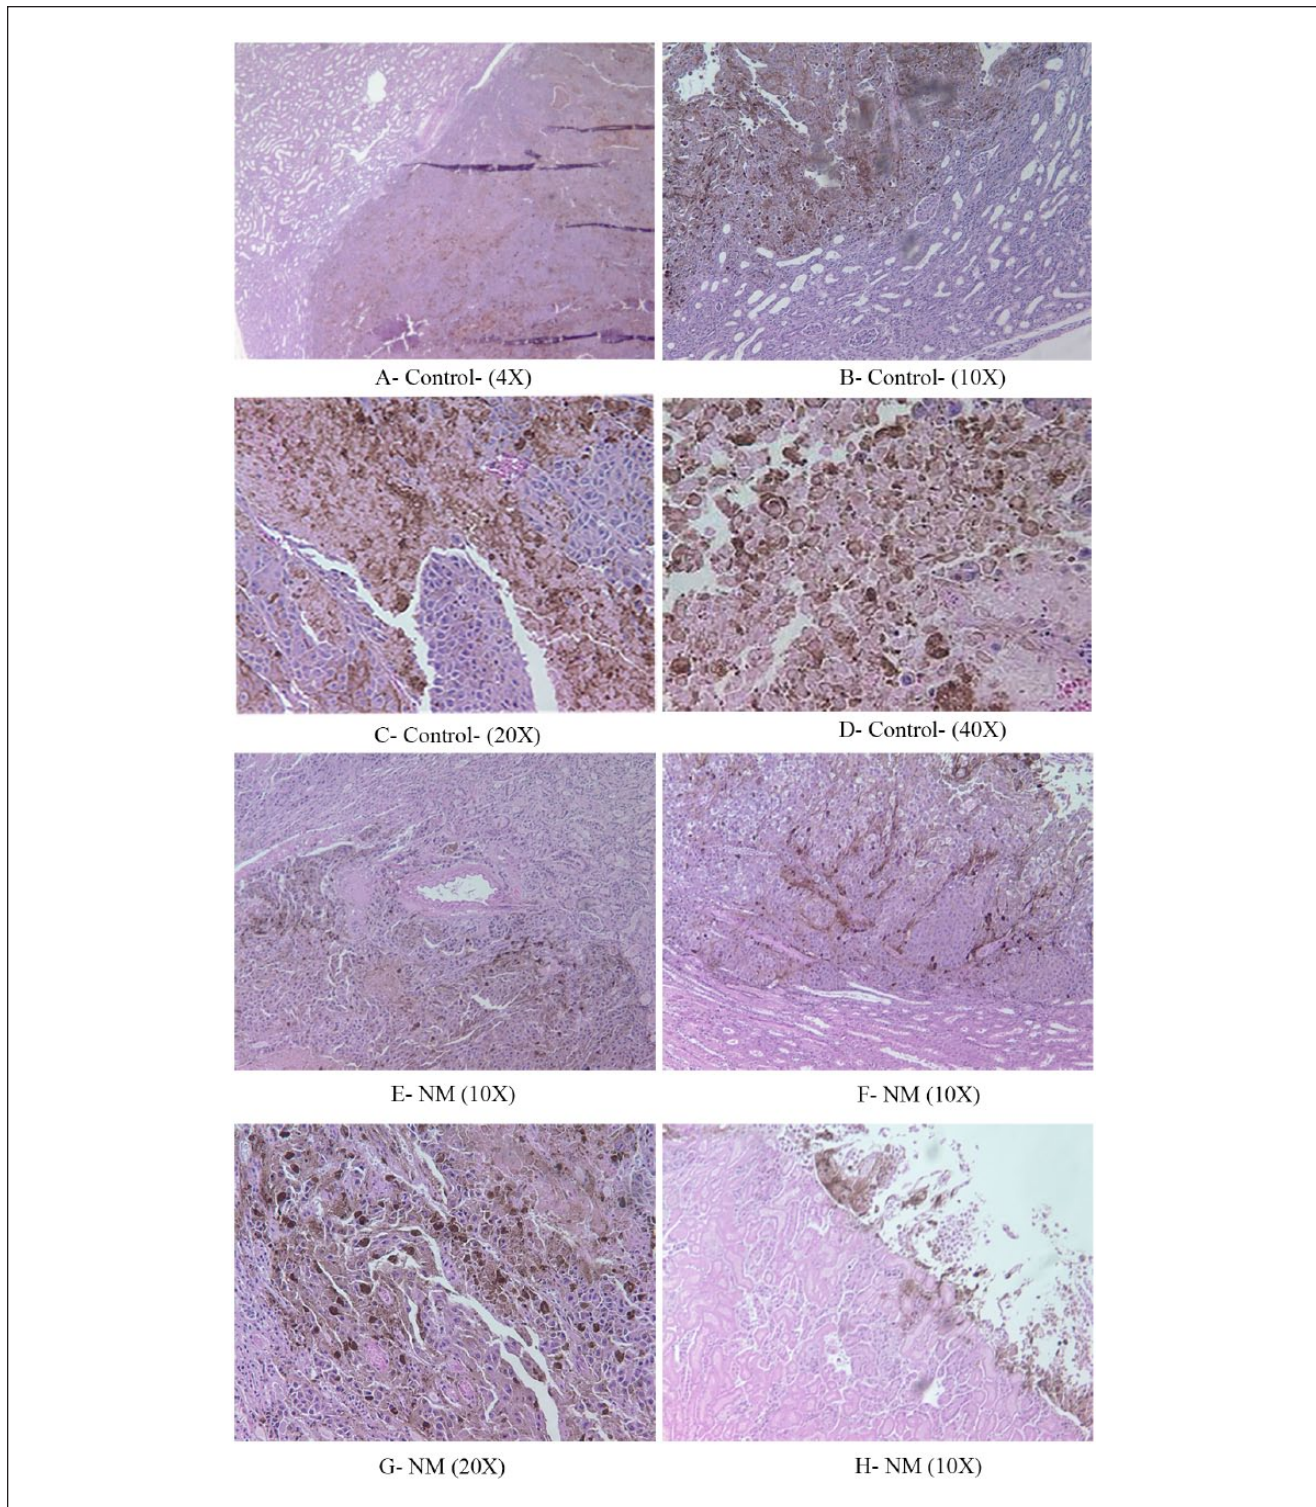 A- Control- (4X)
B- Control- (10X)
C- Control- (20X)
D- Control- (40X)
E- NM (10X)
F- NM (10X)
G- NM (20X)
H- NM (10X)